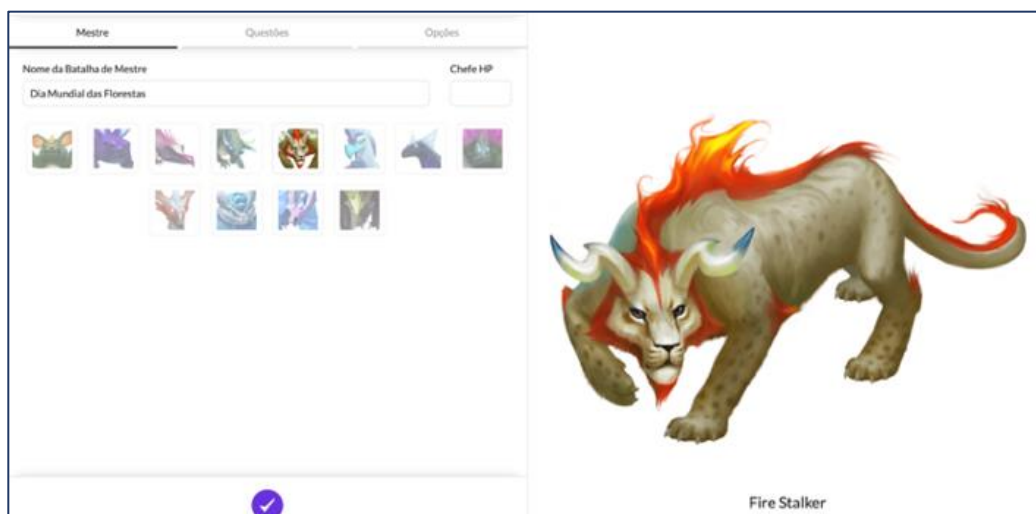 Mestre Questões Opções
Nome da Batalha de Mestre Chefe HP
Dia Mundial das Florestas
Fire Stalker